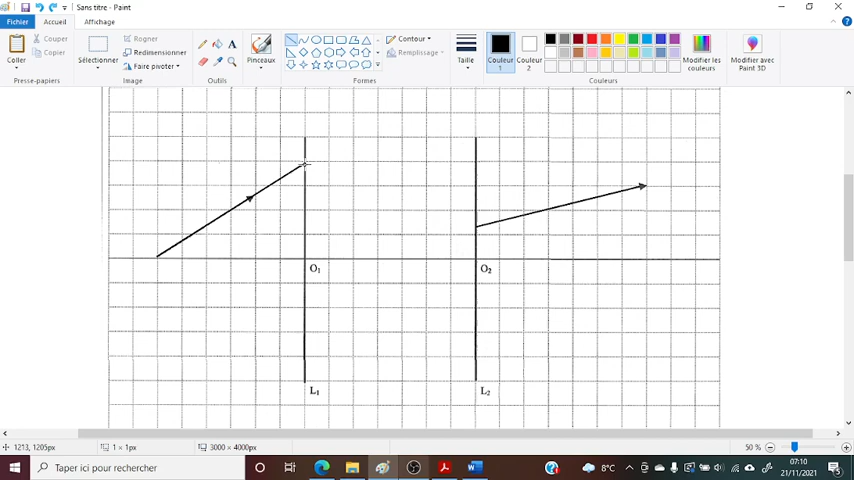 Sans titre - Paint
Fichier Accueil Affichage
Coller
Couper
Copier
Presse-papiers
Sélectionner
Rogner
Redimensionner
Faire pivoter
Image
A
Outils
Pinceaux
Contour
Remplissage
Formes
Taille
Couleur 1
Couleur 2
Couleurs
Modifier les couleurs
Modifier avec Paint 3D
O₁ O₂
L₁ L₂
1213, 1205px 1 × 1px 3000 × 4000px 50 %
Taper ici pour rechercher
8°C
07:10
21/11/2021
5